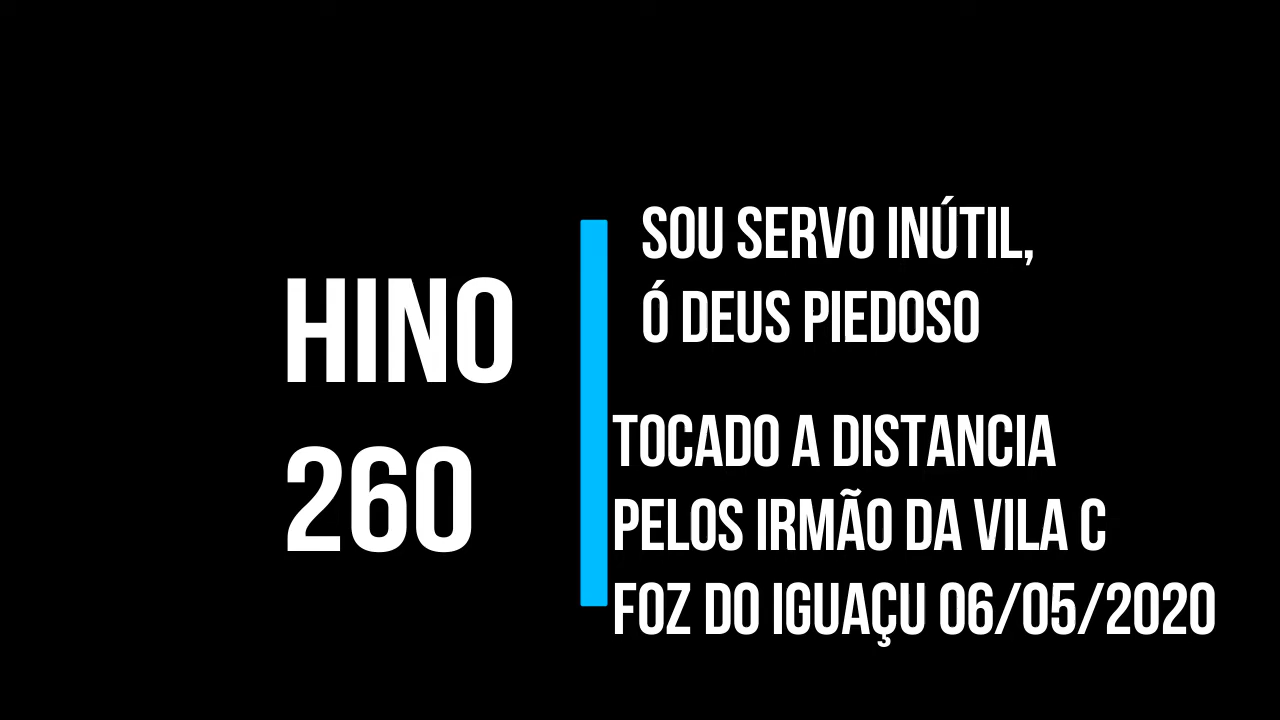 HINO
260
SOU SERVO INÚTIL,
Ó DEUS PIEDOSO
TOCADO A DISTANCIA
PELOS IRMÃO DA VILA C
FOZ DO IGUAÇU 06/05/2020